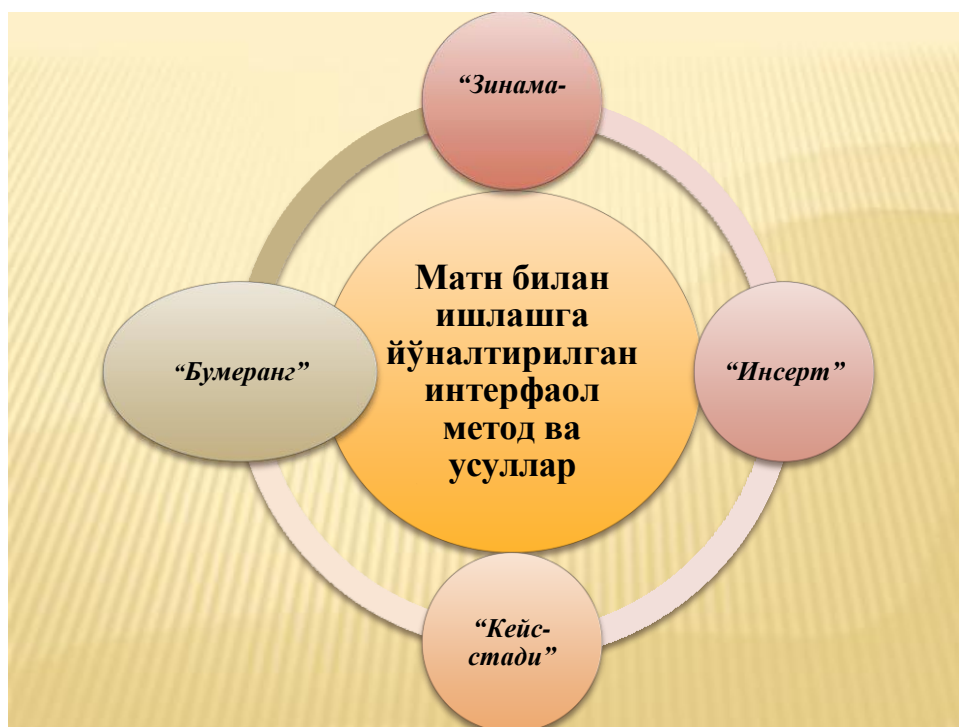 “Зинама-
Матн билан
ишлашга
йўналтирилган
интерфаол
метод ва
усуллар
“Бумеранг”
“Инсерт”
“Кейс-
стади”